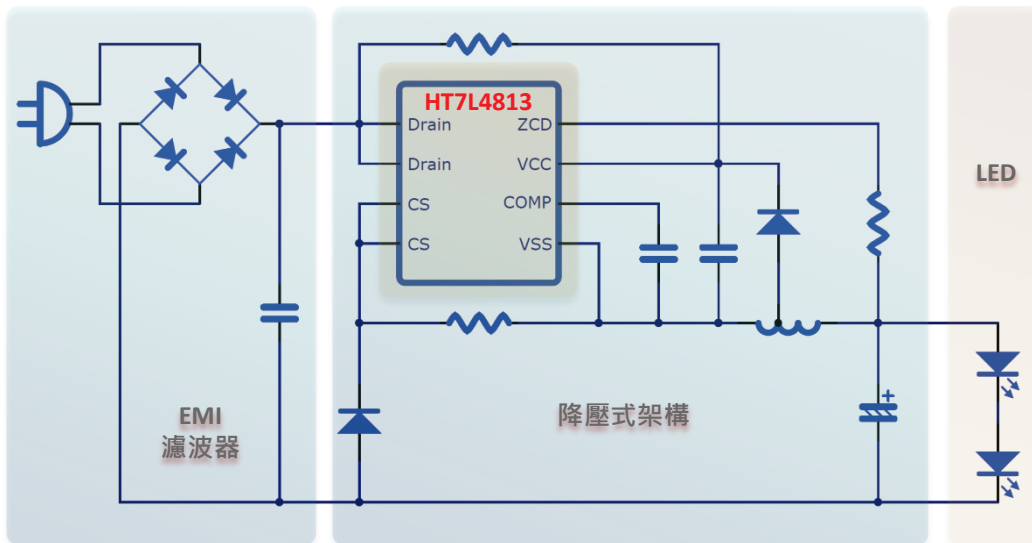 HT7L4813
Drain
ZCD
Drain
VCC
CS
COMP
CS
VSS
LED
EMI
濾波器
降壓式架構
+